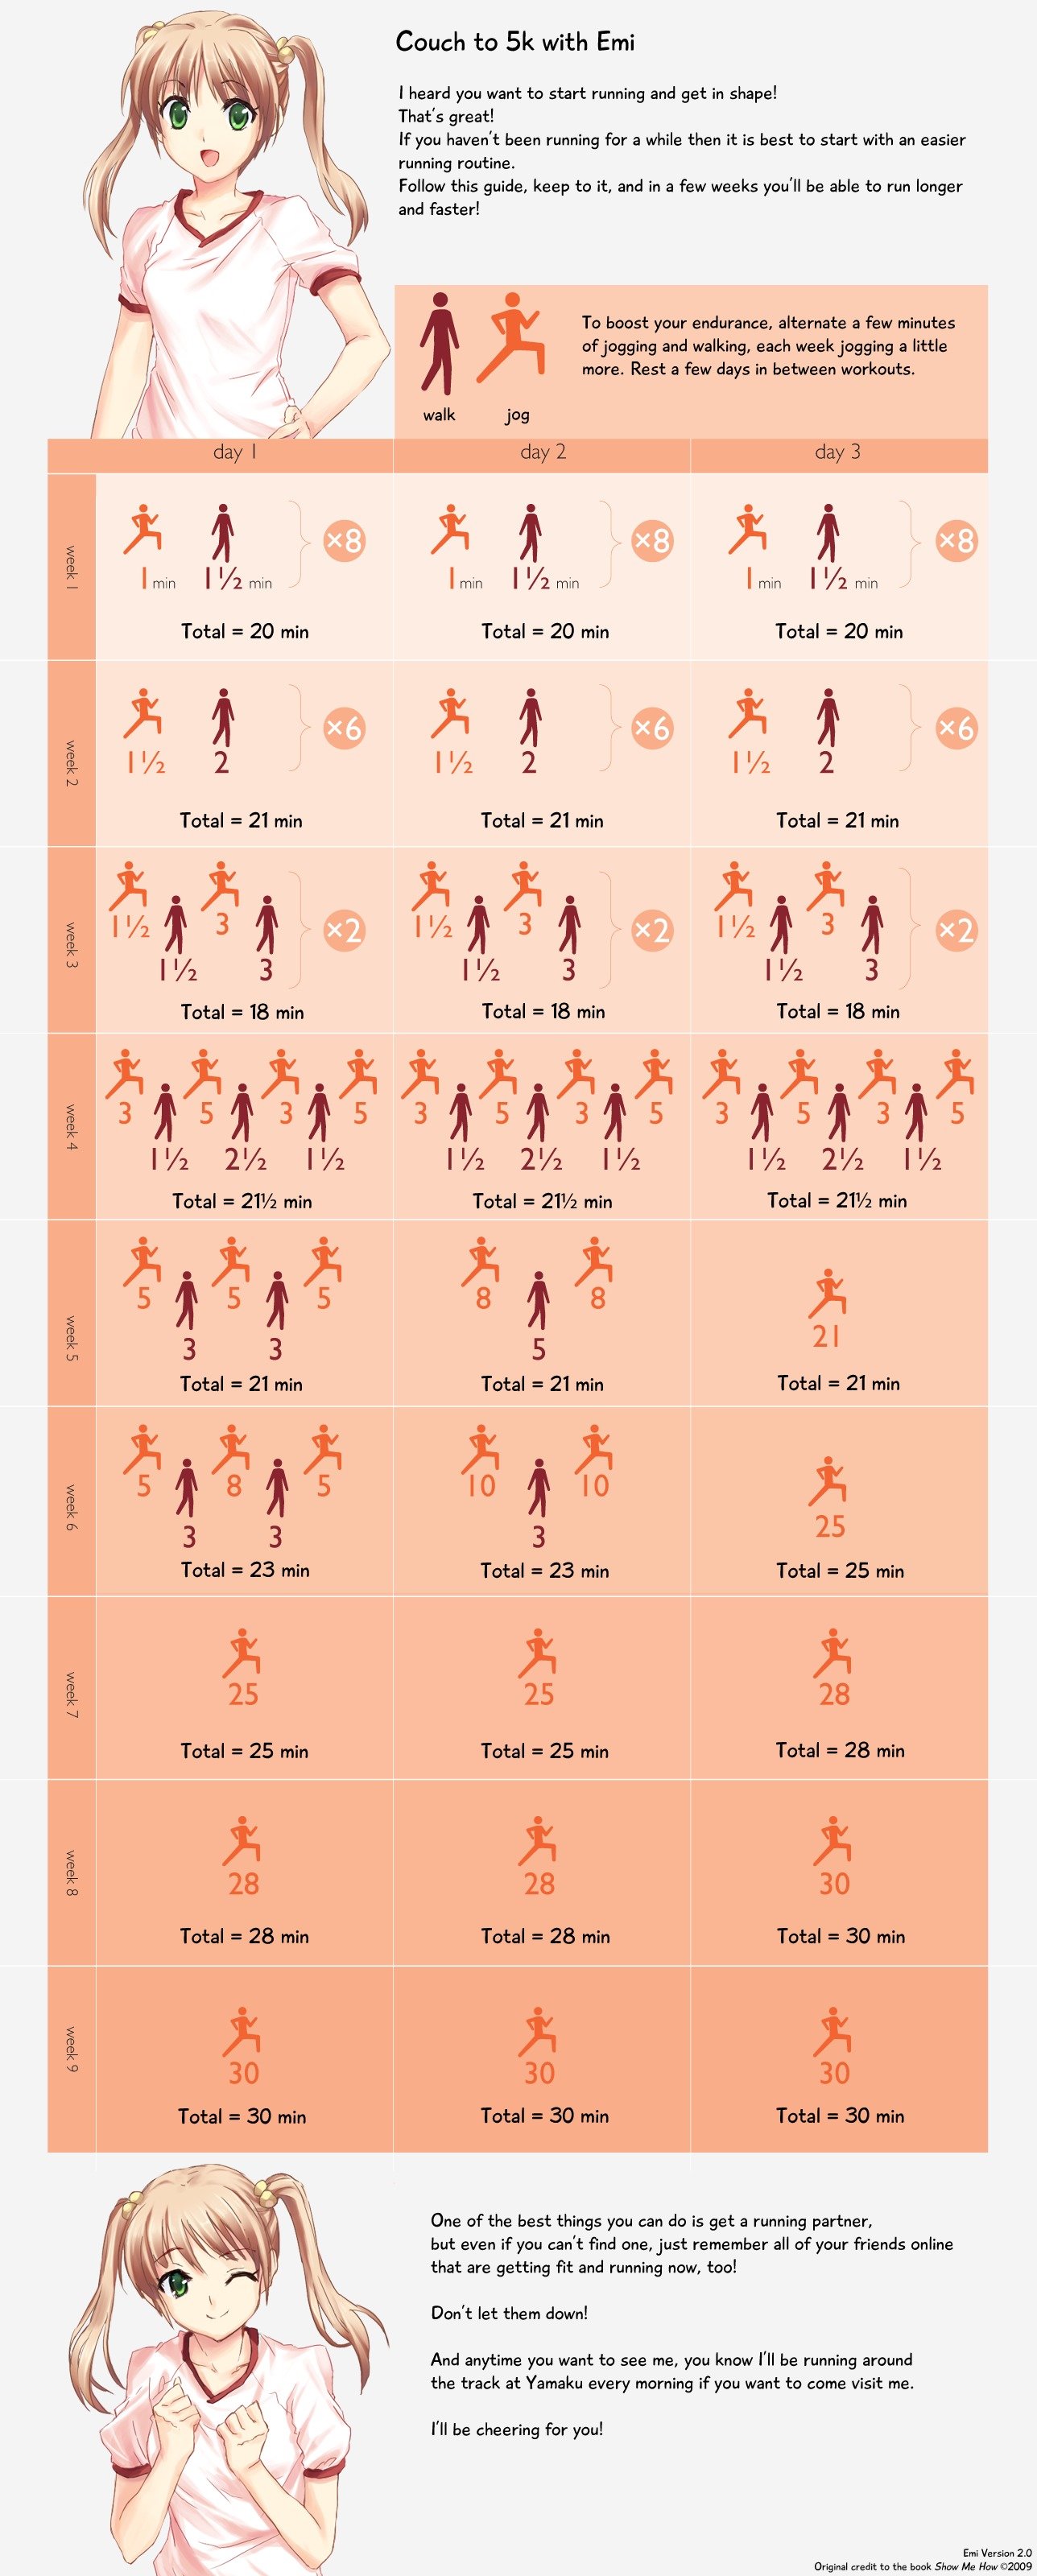 Couch to 5k with Emi
I heard you want to start running and get in shape!
That's great!
If you haven't been running for a while then it is best to start with an easier
running routine.
Follow this guide, keep to it, and in a few weeks you'll be able to run longer
and faster!
To boost your endurance, alternate a few minutes
of jogging and walking, each week jogging a little
more. Rest a few days in between workouts.
walk jog
day 1 day 2 day 3
week 1
1 min 1½ min ×8 1 min 1½ min ×8 1 min 1½ min ×8
Total = 20 min Total = 20 min Total = 20 min
week 2
1½ 2 ×6 1½ 2 ×6 1½ 2 ×6
Total = 21 min Total = 21 min Total = 21 min
week 3
1½ 3 ×2 1½ 3 ×2 1½ 3 ×2
1½ 3 1½ 3 1½ 3
Total = 18 min Total = 18 min Total = 18 min
week 4
3 5 3 5 3 5 3 5 3 5 3 5
1½ 2½ 1½ 1½ 2½ 1½ 1½ 2½ 1½
Total = 21½ min Total = 21½ min Total = 21½ min
week 5
5 5 5 8 8 21
3 3 5
Total = 21 min Total = 21 min Total = 21 min
week 6
5 8 5 10 10 25
3 3 3
Total = 23 min Total = 23 min Total = 25 min
week 7
25 25 28
Total = 25 min Total = 25 min Total = 28 min
week 8
28 28 30
Total = 28 min Total = 28 min Total = 30 min
week 9
30 30 30
Total = 30 min Total = 30 min Total = 30 min
One of the best things you can do is get a running partner,
but even if you can't find one, just remember all of your friends online
that are getting fit and running now, too!
Don't let them down!
And anytime you want to see me, you know I'll be running around
the track at Yamaku every morning if you want to come visit me.
I'll be cheering for you!
Emi Version 2.0
Original credit to the book Show Me How ©2009